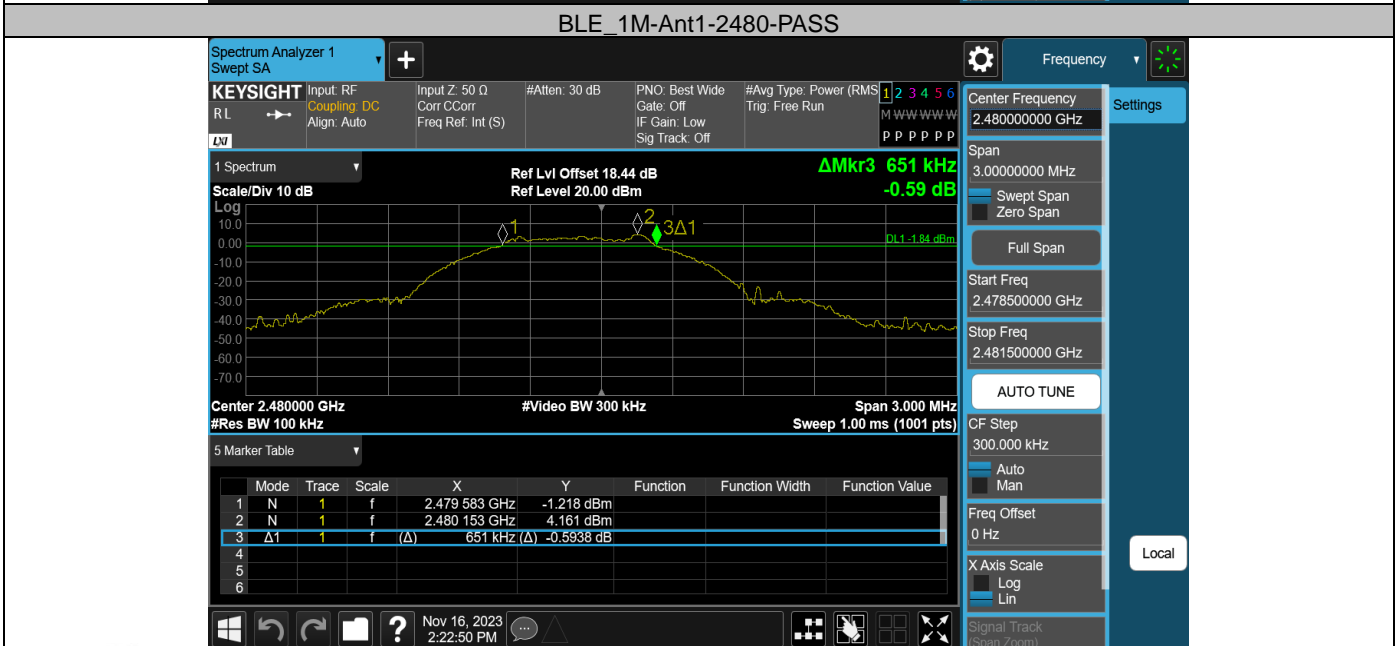 BLE_1M-Ant1-2480-PASS
Spectrum Analyzer 1
Swept SA
+
Frequency
KEYSIGHT
R L
LXI
Input: RF
Coupling: DC
Align: Auto
Input Z: 50 Ω
Corr CCorr
Freq Ref: Int (S)
#Atten: 30 dB
PNO: Best Wide
Gate: Off
IF Gain: Low
Sig Track: Off
#Avg Type: Power (RMS
Trig: Free Run
1 2 3 4 5 6
M W W W W W
P P P P P P
Center Frequency
2.480000000 GHz
Settings
1 Spectrum
Scale/Div 10 dB
Ref Lvl Offset 18.44 dB
Ref Level 20.00 dBm
ΔMkr3 651 kHz
-0.59 dB
Span
3.00000000 MHz
Swept Span
Zero Span
Full Span
Start Freq
2.478500000 GHz
Stop Freq
2.481500000 GHz
AUTO TUNE
CF Step
300.000 kHz
Auto
Man
Freq Offset
0 Hz
X Axis Scale
Log
Lin
Signal Track
(Span Zoom)
Local
Log
10.0
0.00
-10.0
-20.0
-30.0
-40.0
-50.0
-60.0
-70.0
1
2
3Δ1
DL1 -1.84 dBm
Center 2.480000 GHz
#Video BW 300 kHz
Span 3.000 MHz
#Res BW 100 kHz
Sweep 1.00 ms (1001 pts)
5 Marker Table
Mode Trace Scale X Y Function Function Width Function Value
1 N 1 f 2.479 583 GHz -1.218 dBm
2 N 1 f 2.480 153 GHz 4.161 dBm
3 Δ1 1 f (Δ) 651 kHz (Δ) -0.5938 dB
4
5
6
?
Nov 16, 2023
2:22:50 PM